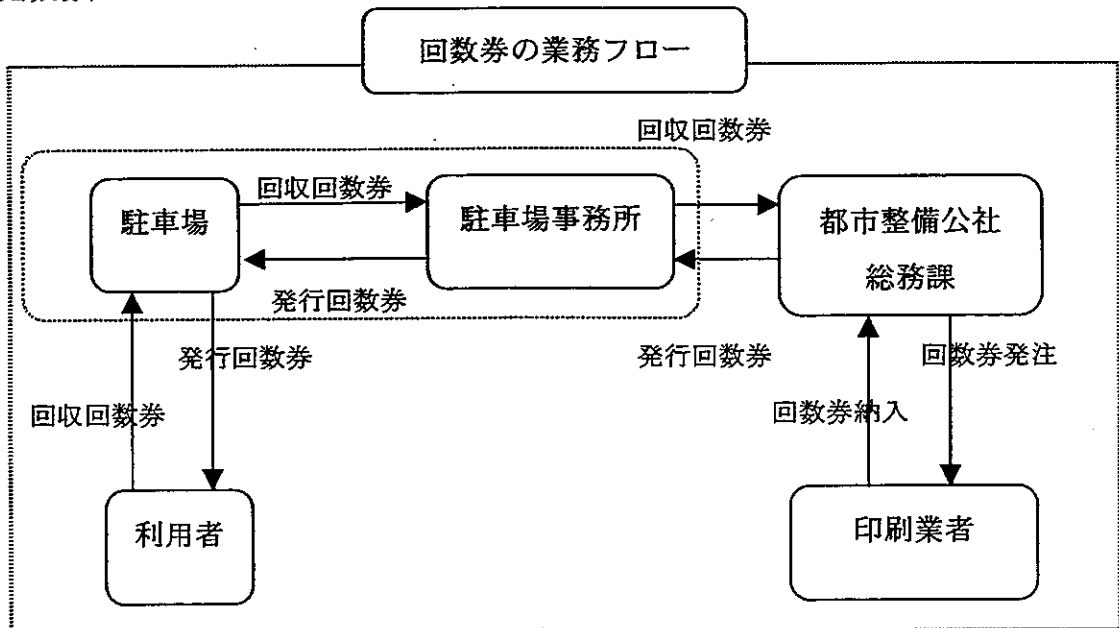 回数券の業務フロー
回収回数券
駐車場
回収回数券
駐車場事務所
都市整備公社
総務課
発行回数券
発行回数券
発行回数券
回数券発注
回収回数券
回数券納入
利用者
印刷業者